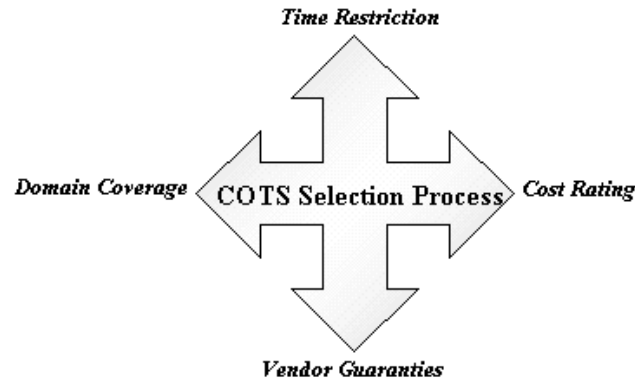 Time Restriction
Domain Coverage
COTS Selection Process
Cost Rating
Vendor Guaranties